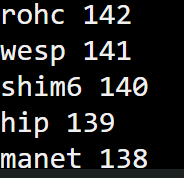 rohc 142
wesp 141
shim6 140
hip 139
manet 138